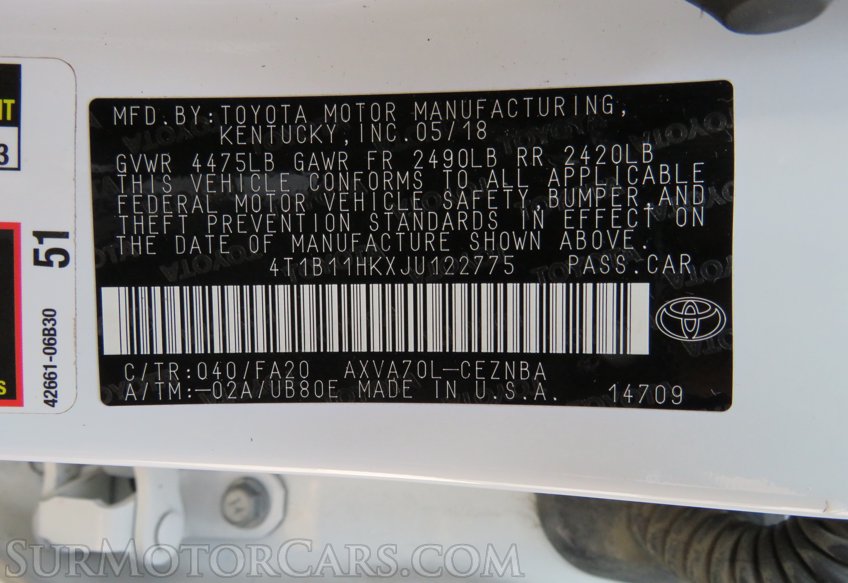 MFD.BY:TOYOTA MOTOR MANUFACTURING,
KENTUCKY,INC.05/18
GVWR 4475LB GAWR FR 2490LB RR 2420LB
THIS VEHICLE CONFORMS TO ALL APPLICABLE
FEDERAL MOTOR VEHICLE SAFETY,BUMPER,AND
THEFT PREVENTION STANDARDS IN EFFECT ON
THE DATE OF MANUFACTURE SHOWN ABOVE.
4T1B11HKXJU122775 PASS.CAR
C/TR:040/FA20 AXVA70L-CEZNBA
A/TM:-02A/UB80E MADE IN U.S.A. 14709
51
42661-06B30
3
SurMotorCars.com